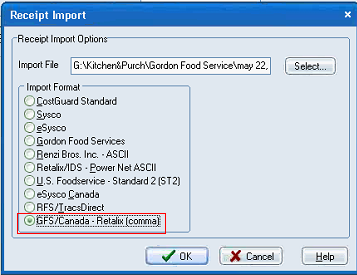 Receipt Import
Receipt Import Options
Import File G:\Kitchen&Purch\Gordon Food Service\may 22, Select...
Import Format
CostGuard Standard
Sysco
eSysco
Gordon Food Services
Renzi Bros. Inc. - ASCII
Retalix/IDS - Power Net ASCII
U.S. Foodservice - Standard 2 (ST2)
eSysco Canada
RFS/TracsDirect
GFS/Canada - Retalix (comma)
OK Cancel Help